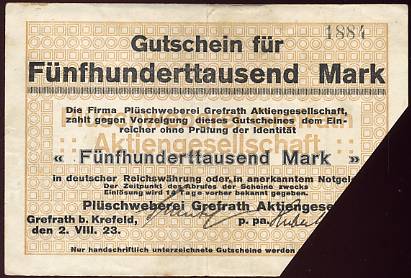 1884
Gutschein für
Fünfhunderttausend Mark
Die Firma Plüschweberei Grefrath Aktiengesellschaft,
zahlt gegen Vorzeigung dieses Gutscheines dem Ein-
reicher ohne Prüfung der Identität
« Fünfhunderttausend Mark »
in deutscher Reichswährung oder in anerkanntem Notgeld
Der Zeitpunkt des Abrufes der Scheine zwecks
Einlösung wird 14 Tage vorher bekannt gegeben.
Plüschweberei Grefrath Aktiengesellschaft
Grefrath b. Krefeld,
p. pa.
den 2. VIII. 23.
Nur handschriftlich unterzeichnete Gutscheine werden